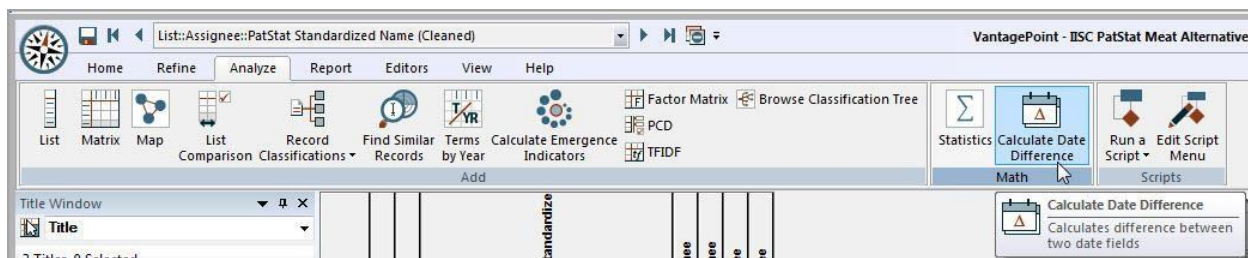 List::Assignee::PatStat Standardized Name (Cleaned)
VantagePoint - IISC PatStat Meat Alternative
Home Refine Analyze Report Editors View Help
List
Matrix
Map
List
Comparison
Record
Classifications
Find Similar
Records
T/YR
Terms
by Year
Calculate Emergence
Indicators
Factor Matrix
Browse Classification Tree
PCD
TFIDF
Add
Statistics
Calculate Date
Difference
Math
Run a
Script
Edit Script
Menu
Scripts
Title Window
Title
Calculate Date Difference
Calculates difference between
two date fields